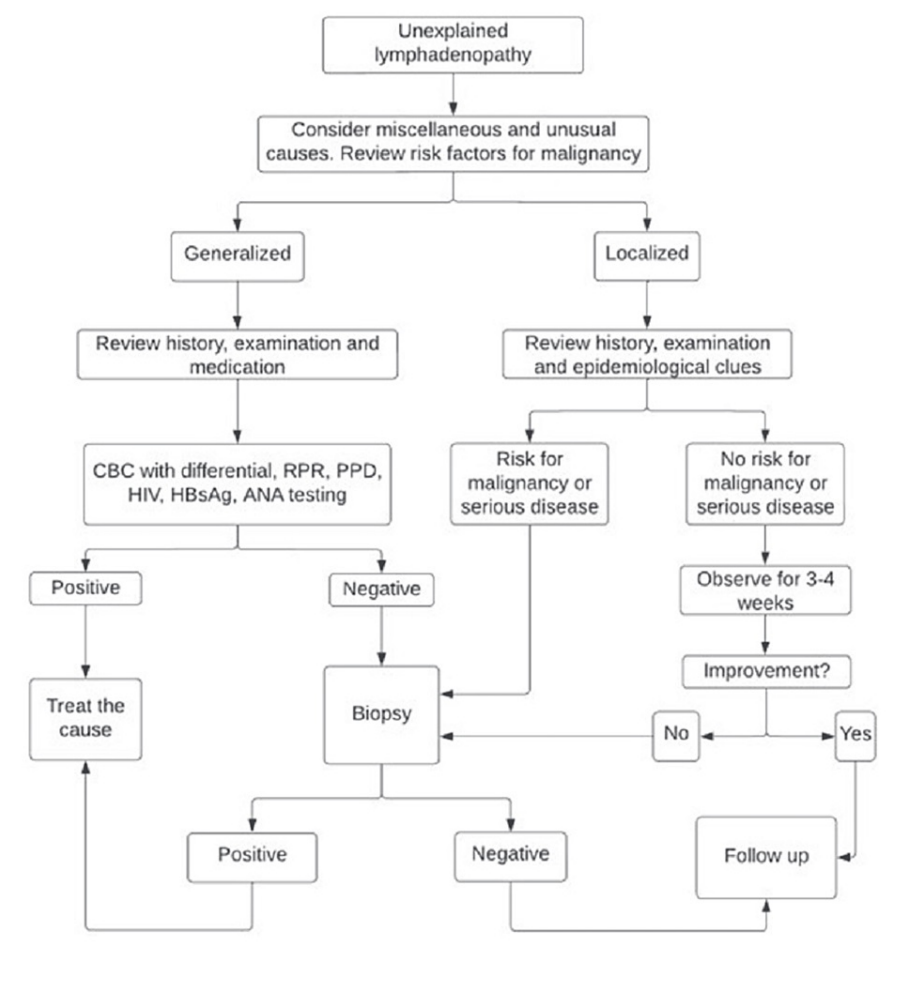 Unexplained
lymphadenopathy
Consider miscellaneous and unusual
causes. Review risk factors for malignancy
Generalized
Localized
Review history, examination and
medication
Review history, examination
and epidemiological clues
CBC with differential, RPR, PPD,
HIV, HBsAg, ANA testing
Risk for
malignancy or
serious disease
No risk for
malignancy or
serious disease
Positive
Negative
Observe for 3-4
weeks
Improvement?
Treat the
cause
Biopsy
No
Yes
Positive
Negative
Follow up